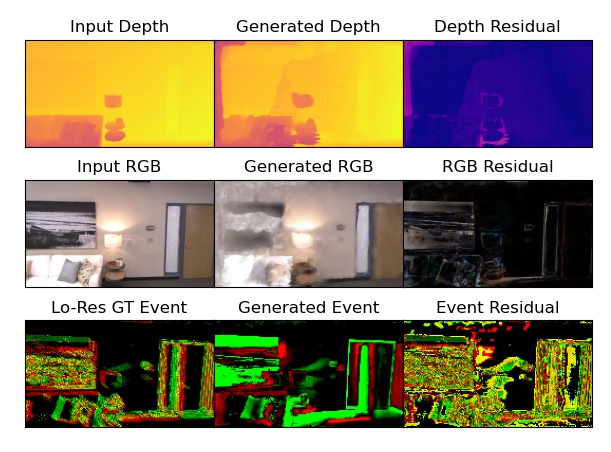 Input Depth
Generated Depth
Depth Residual
Input RGB
Generated RGB
RGB Residual
Lo-Res GT Event
Generated Event
Event Residual